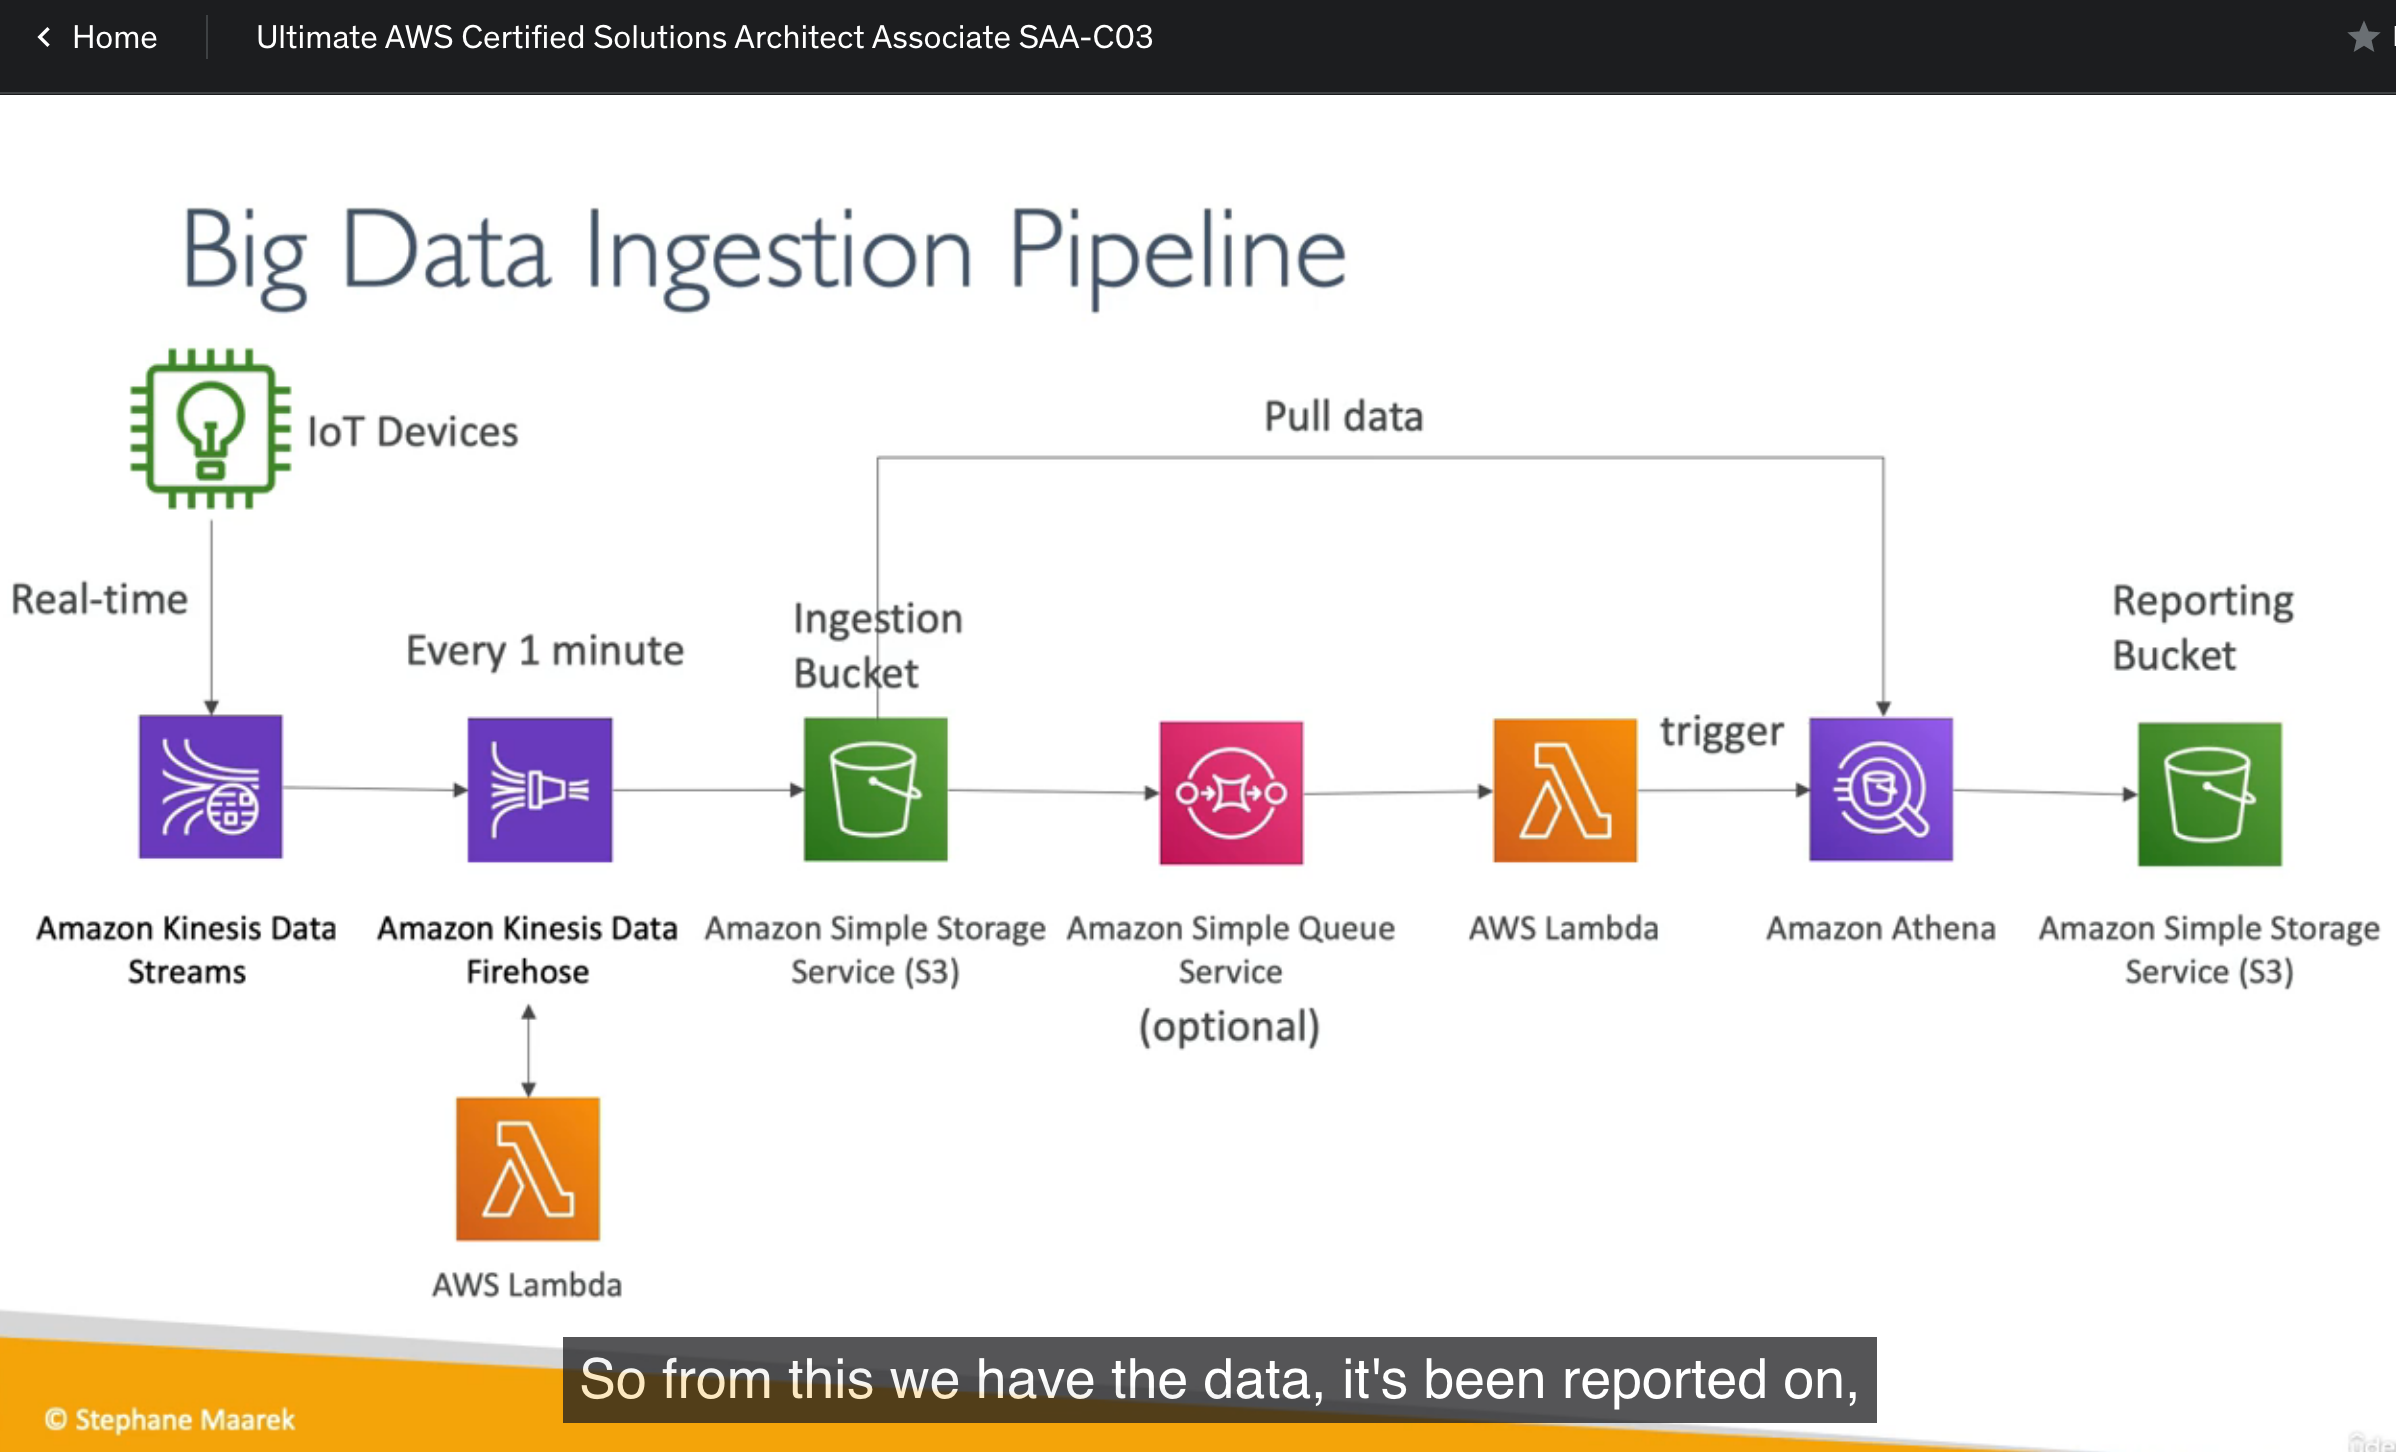 Home
Ultimate AWS Certified Solutions Architect Associate SAA-C03
Big Data Ingestion Pipeline
IoT Devices
Pull data
Real-time
Every 1 minute
Ingestion
Bucket
Reporting
Bucket
trigger
Amazon Kinesis Data
Streams
Amazon Kinesis Data
Firehose
Amazon Simple Storage
Service (S3)
Amazon Simple Queue
Service
(optional)
AWS Lambda
Amazon Athena
Amazon Simple Storage
Service (S3)
AWS Lambda
So from this we have the data, it's been reported on,
© Stephane Maarek